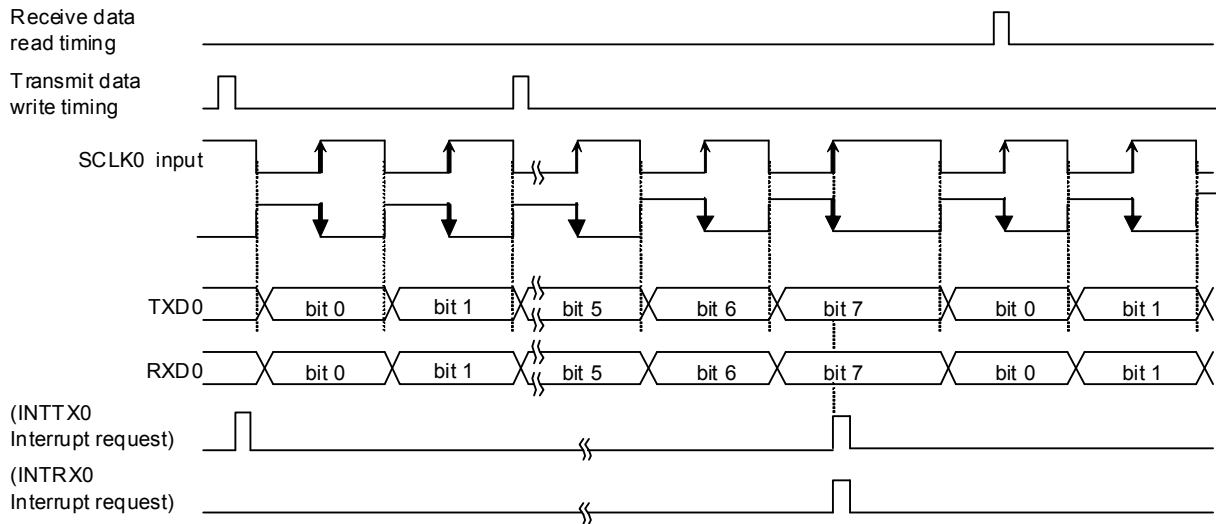 Receive data
read timing
Transmit data
write timing
SCLK0 input
TXD0
bit 0 bit 1 bit 5 bit 6 bit 7 bit 0 bit 1
RXD0
bit 0 bit 1 bit 5 bit 6 bit 7 bit 0 bit 1
(INTTX0
Interrupt request)
(INTRX0
Interrupt request)